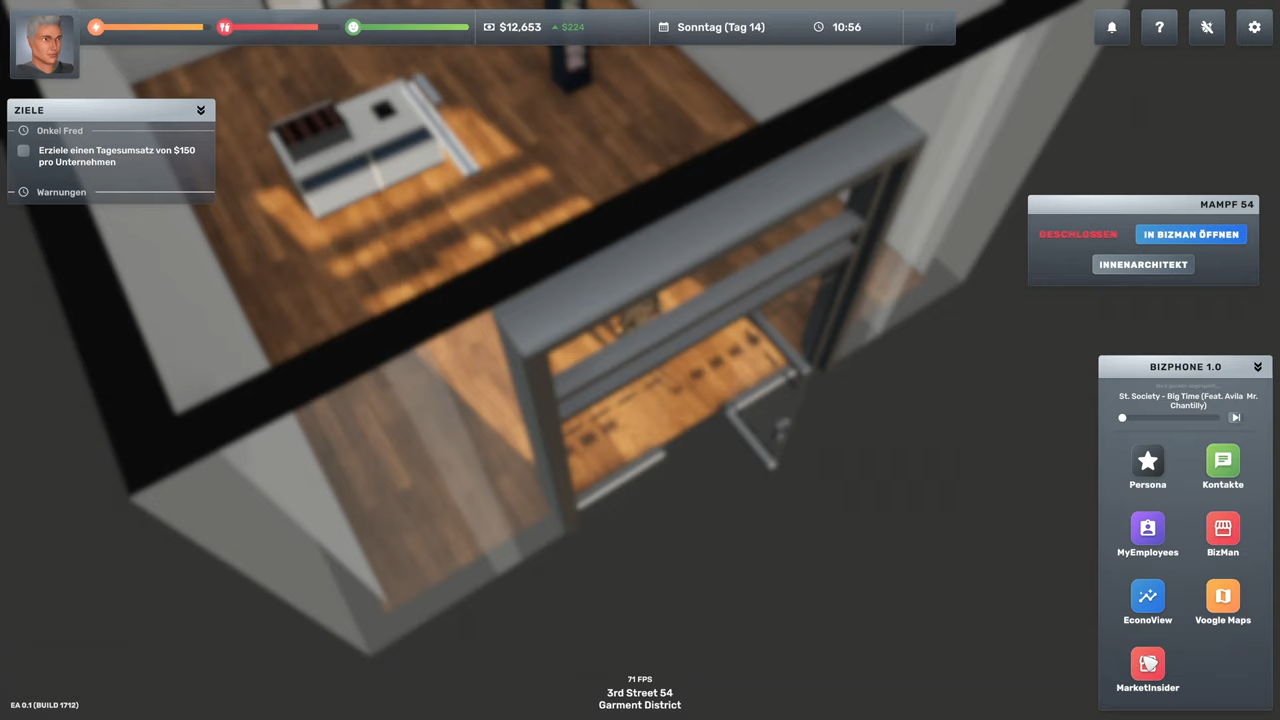 $12,653
$224
Sonntag (Tag 14)
10:56
ZIELE
Onkel Fred
Erziele einen Tagesumsatz von $150
pro Unternehmen
Warnungen
MAMPF 54
GESCHLOSSEN
IN BIZMAN ÖFFNEN
INNENARCHITEKT
BIZPHONE 1.0
St. Society - Big Time (Feat. Avila Mr.
Chantilly)
Persona
Kontakte
MyEmployees
BizMan
EconoView
Voogle Maps
MarketInsider
71 FPS
3rd Street 54
Garment District
EA 0.1 (BUILD 1712)